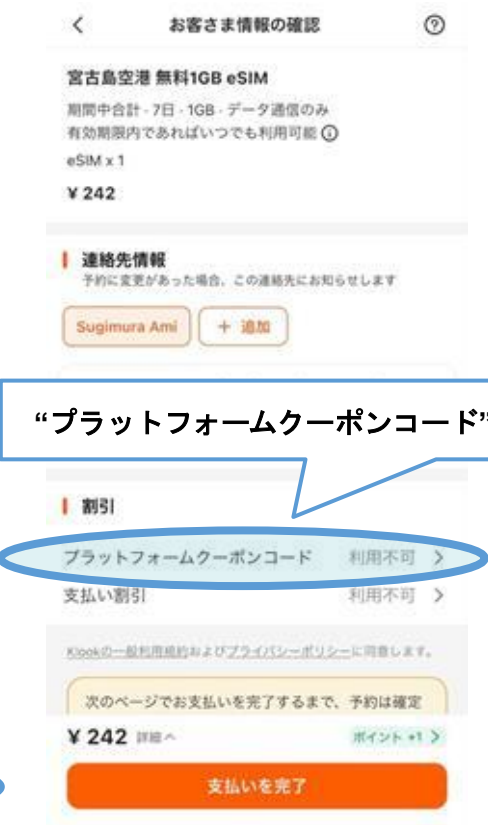 お客さま情報の確認
宮古島空港 無料1GB eSIM
期間中合計 · 7日 · 1GB · データ通信のみ
有効期限内であればいつでも利用可能
eSIM x 1
¥ 242
連絡先情報
予約に変更があった場合、この連絡先にお知らせします
Sugimura Ami
+ 追加
“プラットフォームクーポンコード”
割引
プラットフォームクーポンコード 利用不可
支払い割引 利用不可
Klookの一般利用規約およびプライバシーポリシーに同意します。
次のページでお支払いを完了するまで、予約は確定
¥ 242 詳細 ポイント +1
支払いを完了